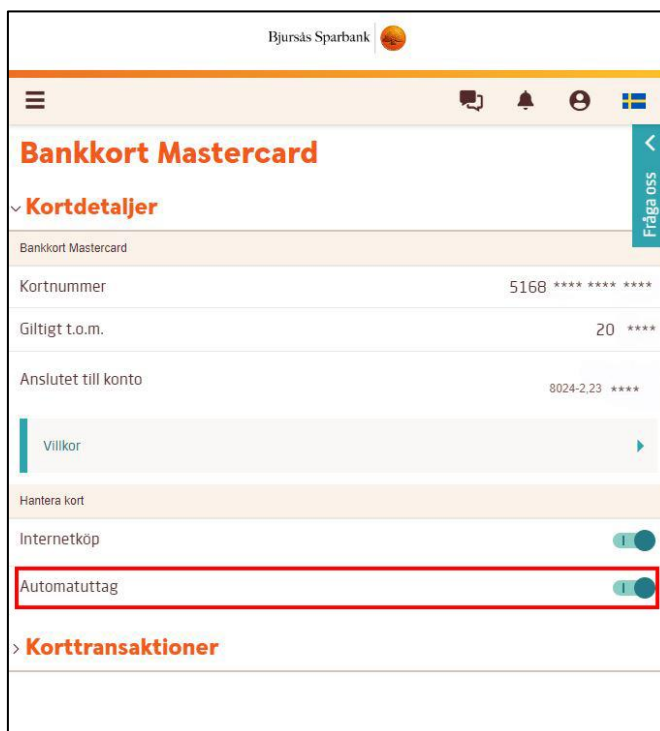 Bjursås Sparbank
Bankkort Mastercard
Kortdetaljer
Fråga oss
Bankkort Mastercard
Kortnummer 5168 **** **** ****
Giltigt t.o.m. 20 ****
Anslutet till konto 8024-2,23 ****
Villkor
Hantera kort
Internetköp
Automatuttag
Korttransaktioner